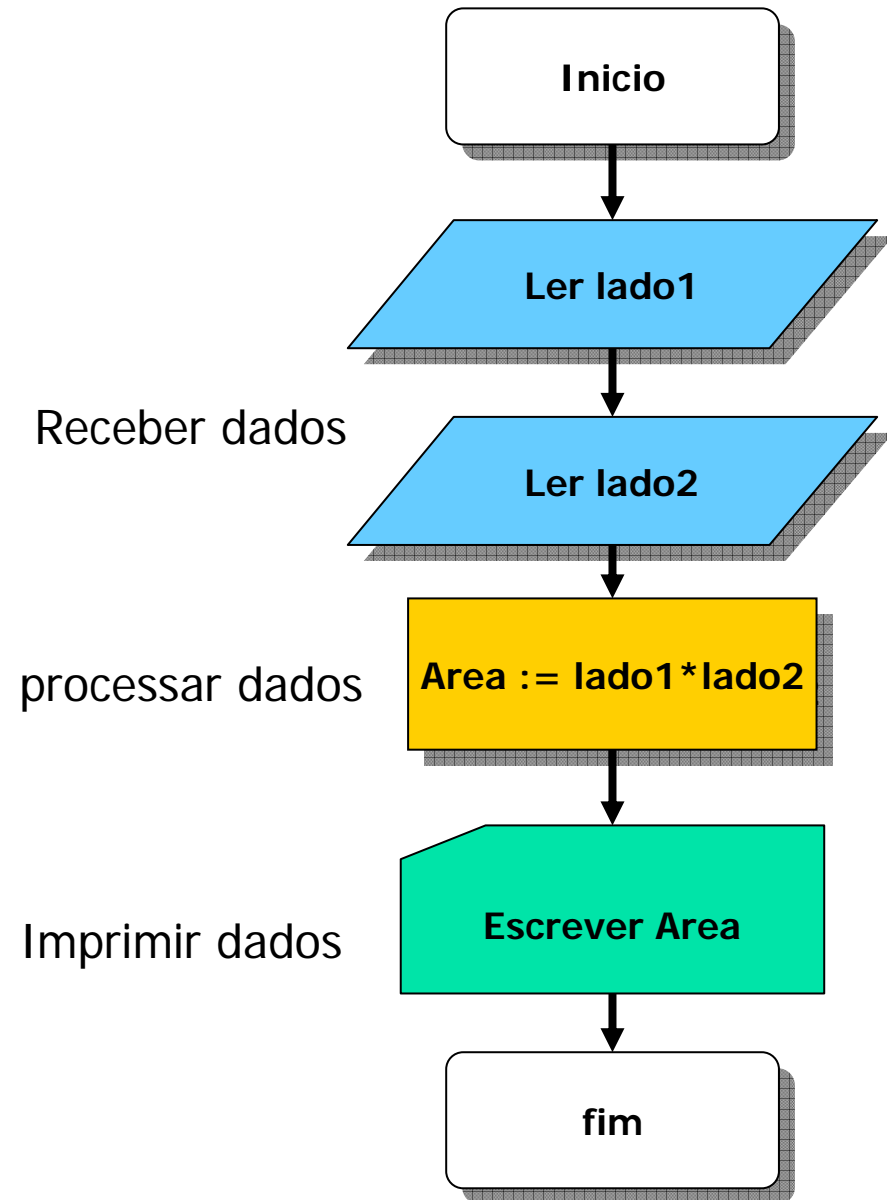 Inicio
Ler lado1
Receber dados
Ler lado2
processar dados
Area := lado1*lado2
Imprimir dados
Escrever Area
fim